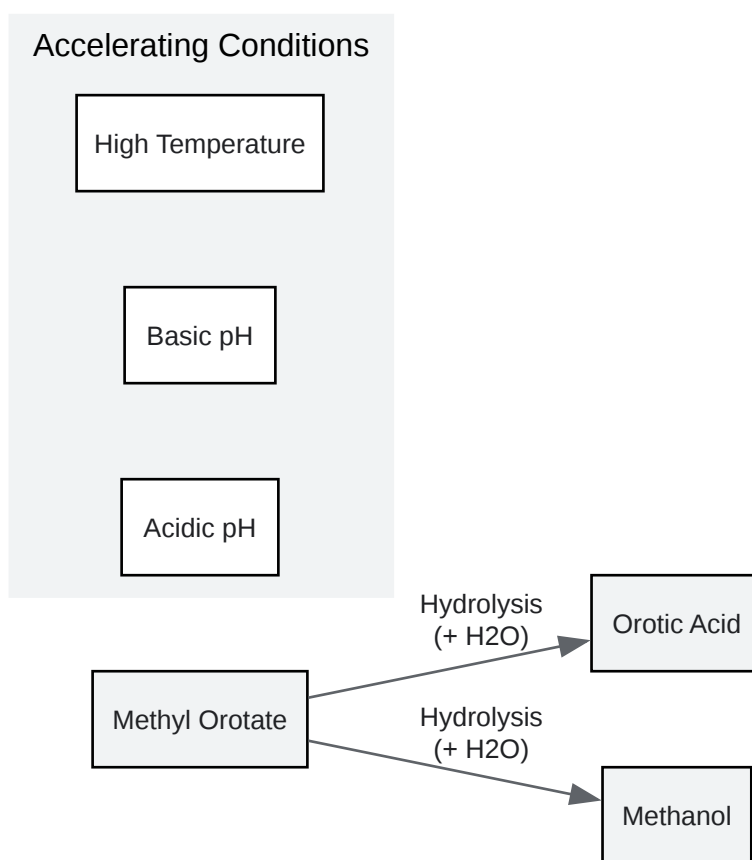 Accelerating Conditions
High Temperature
Basic pH
Acidic pH
Hydrolysis
(+ H2O)
Orotic Acid
Methyl Orotate
Hydrolysis
(+ H2O)
Methanol